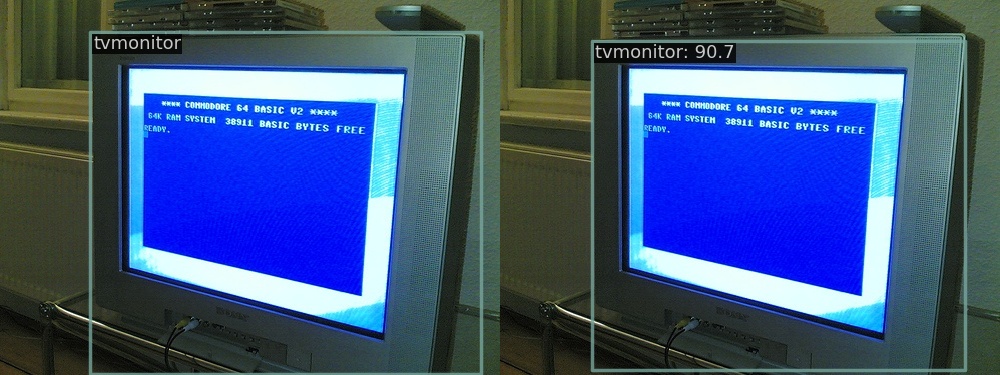 tvmonitor
**** COMMODORE 64 BASIC V2 ****
64K RAM SYSTEM  38911 BASIC BYTES FREE
READY.
tvmonitor: 90.7
**** COMMODORE 64 BASIC V2 ****
64K RAM SYSTEM  38911 BASIC BYTES FREE
READY.